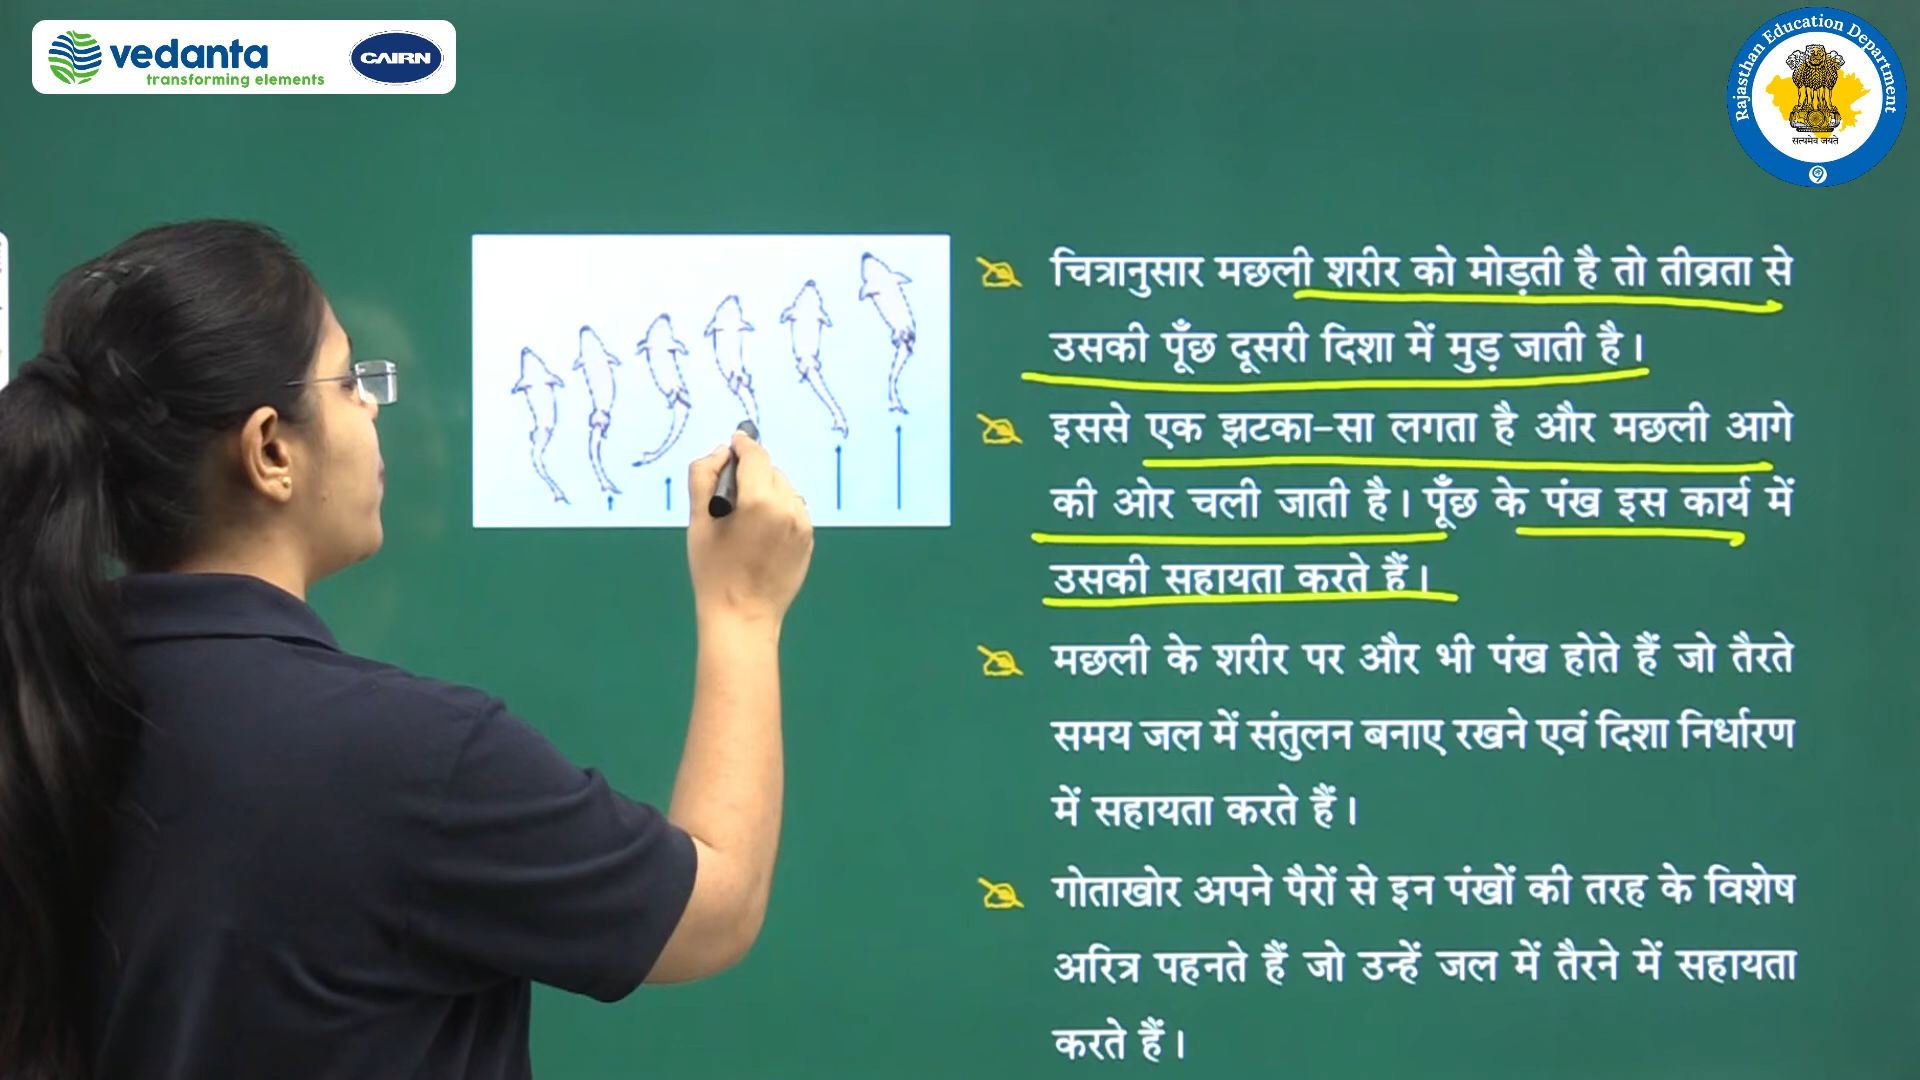 vedanta
transforming elements
CAIRN
Rajasthan Education Department
सत्यमेव जयते
चित्रानुसार मछली शरीर को मोड़ती है तो तीव्रता से
उसकी पूँछ दूसरी दिशा में मुड़ जाती है।
इससे एक झटका-सा लगता है और मछली आगे
की ओर चली जाती है। पूँछ के पंख इस कार्य में
उसकी सहायता करते हैं।
मछली के शरीर पर और भी पंख होते हैं जो तैरते
समय जल में संतुलन बनाए रखने एवं दिशा निर्धारण
में सहायता करते हैं।
गोताखोर अपने पैरों से इन पंखों की तरह के विशेष
अरित्र पहनते हैं जो उन्हें जल में तैरने में सहायता
करते हैं।